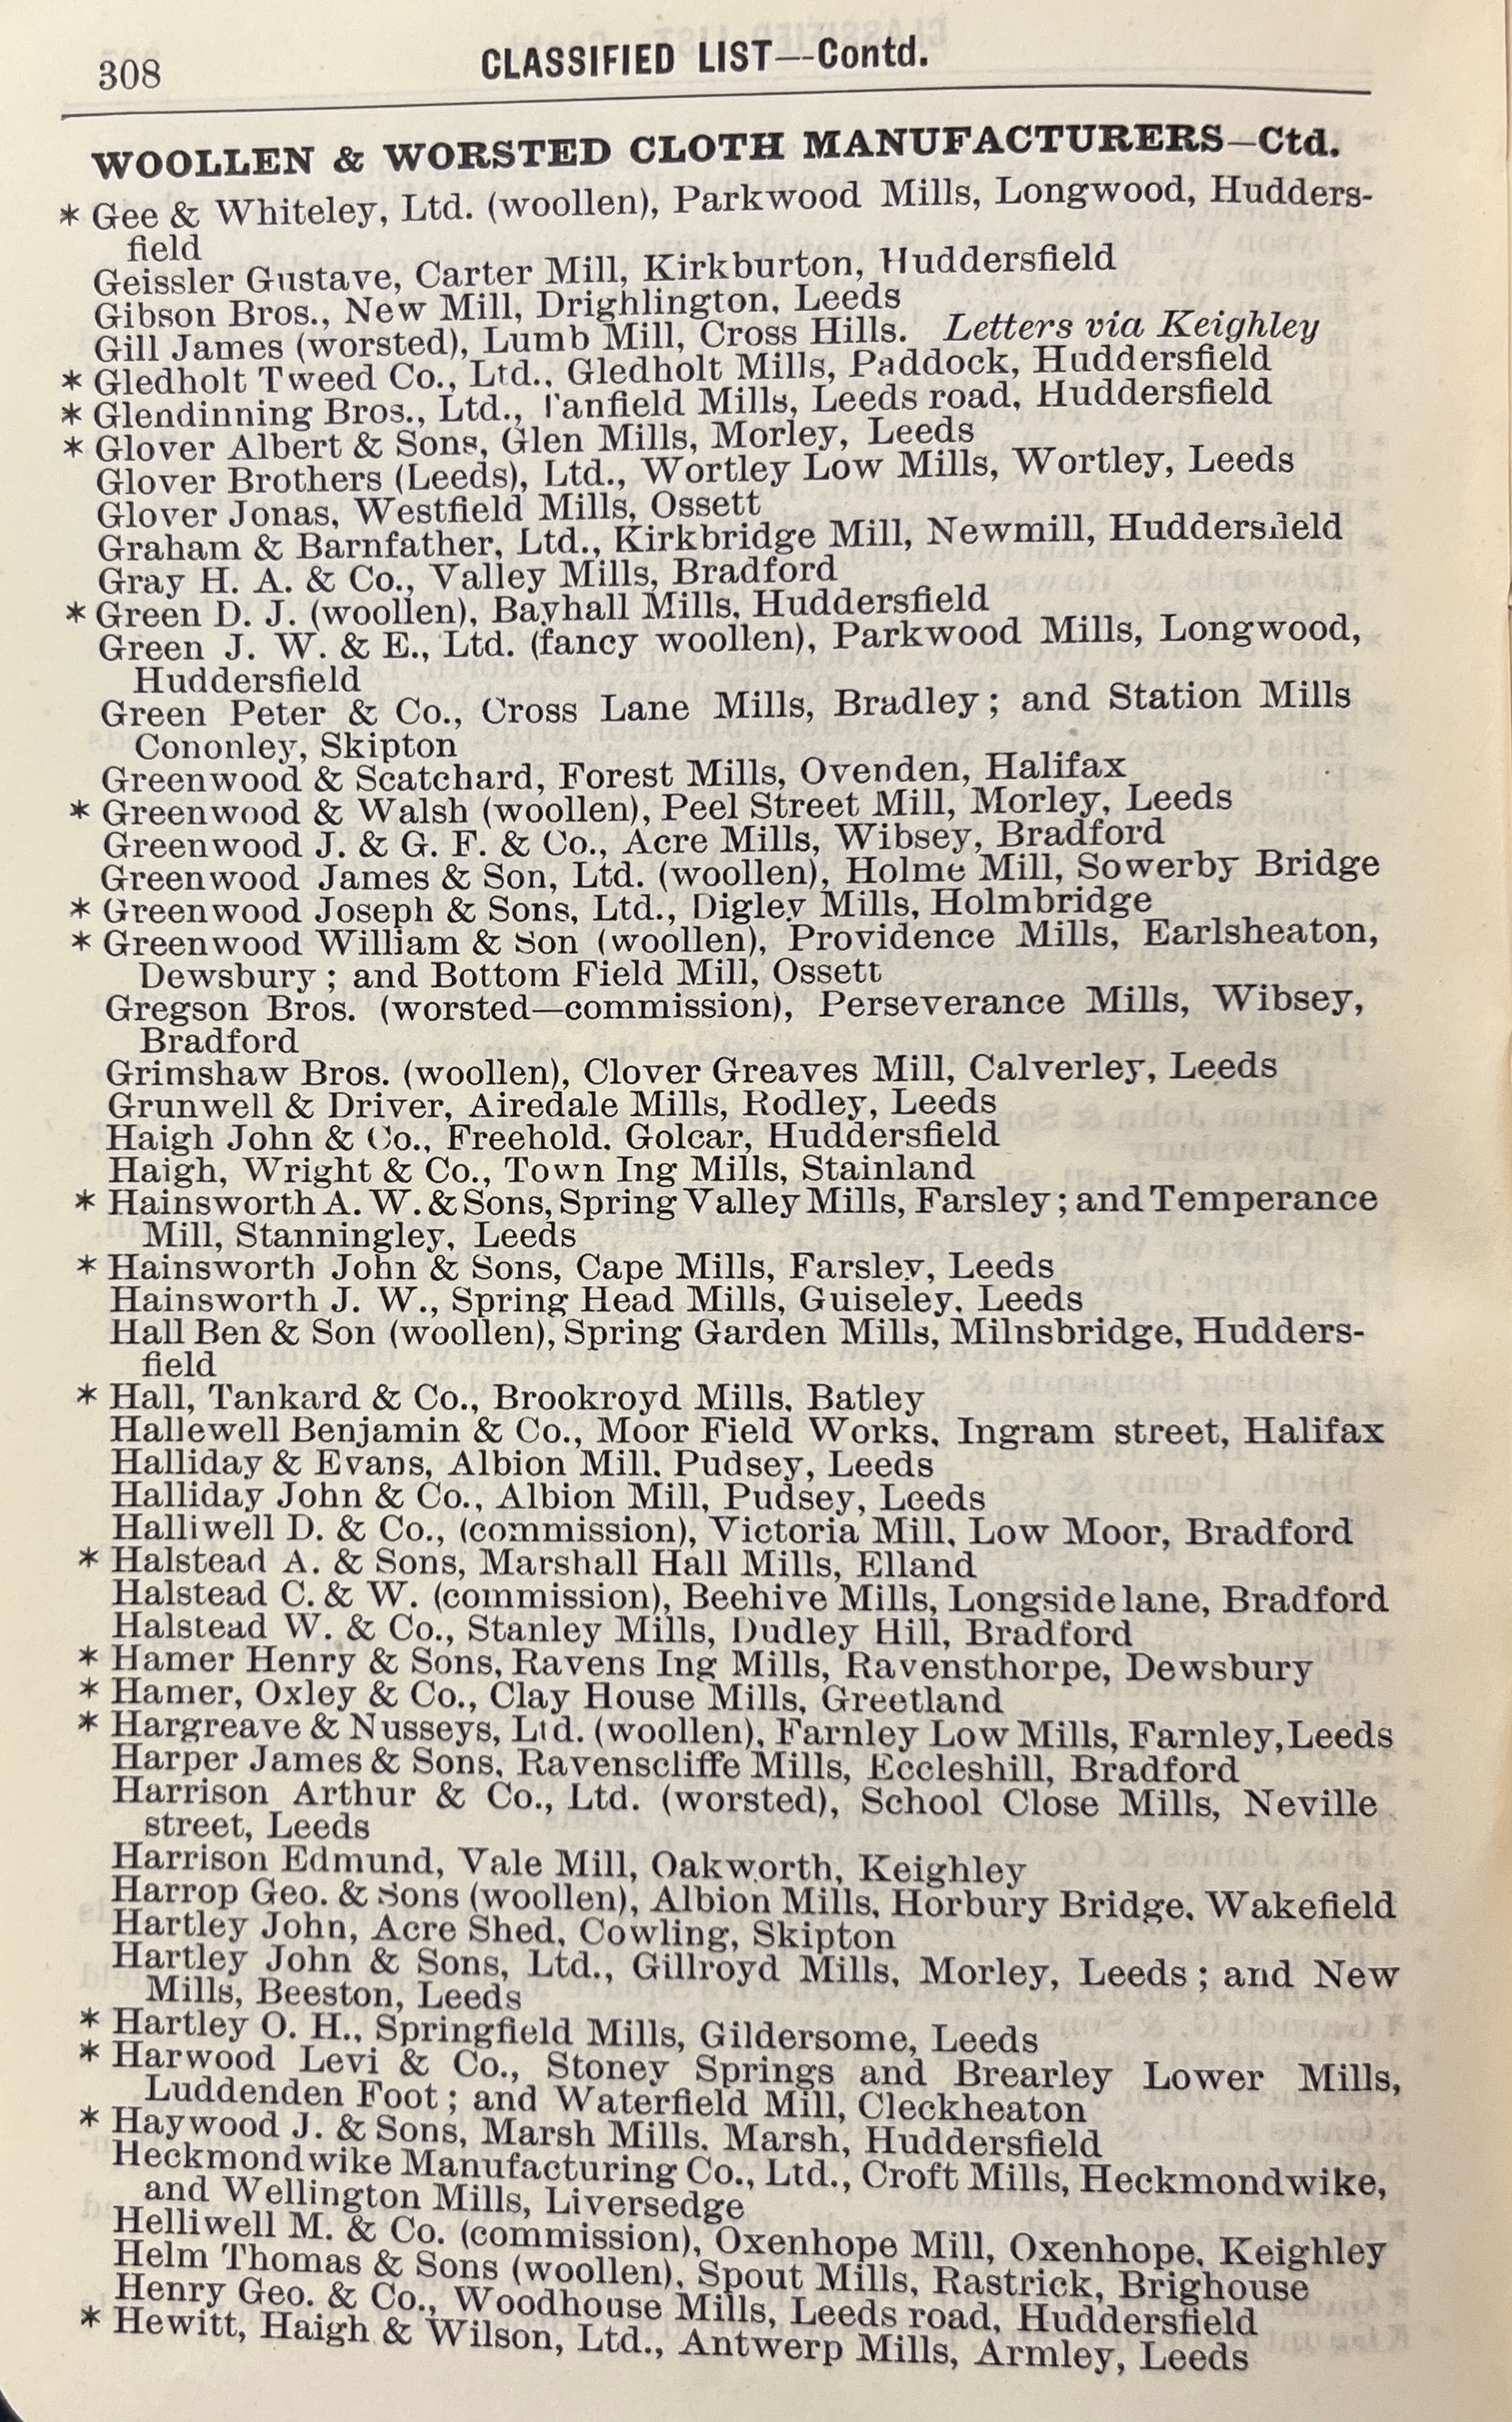 308
CLASSIFIED LIST—Contd.
WOOLLEN & WORSTED CLOTH MANUFACTURERS—Ctd.
* Gee & Whiteley, Ltd. (woollen), Parkwood Mills, Longwood, Hudders-
field
Geissler Gustave, Carter Mill, Kirkburton, Huddersfield
Gibson Bros., New Mill, Drighlington, Leeds
Gill James (worsted), Lumb Mill, Cross Hills. Letters via Keighley
* Gledholt Tweed Co., Ltd., Gledholt Mills, Paddock, Huddersfield
* Glendinning Bros., Ltd., Tanfield Mills, Leeds road, Huddersfield
* Glover Albert & Sons, Glen Mills, Morley, Leeds
Glover Brothers (Leeds), Ltd., Wortley Low Mills, Wortley, Leeds
Glover Jonas, Westfield Mills, Ossett
Graham & Barnfather, Ltd., Kirkbridge Mill, Newmill, Huddersfield
Gray H. A. & Co., Valley Mills, Bradford
* Green D. J. (woollen), Bayhall Mills, Huddersfield
Green J. W. & E., Ltd. (fancy woollen), Parkwood Mills, Longwood,
Huddersfield
Green Peter & Co., Cross Lane Mills, Bradley ; and Station Mills
Cononley, Skipton
Greenwood & Scatchard, Forest Mills, Ovenden, Halifax
* Greenwood & Walsh (woollen), Peel Street Mill, Morley, Leeds
Greenwood J. & G. F. & Co., Acre Mills, Wibsey, Bradford
Greenwood James & Son, Ltd. (woollen), Holme Mill, Sowerby Bridge
* Greenwood Joseph & Sons, Ltd., Digley Mills, Holmbridge
* Greenwood William & Son (woollen), Providence Mills, Earlsheaton,
Dewsbury ; and Bottom Field Mill, Ossett
Gregson Bros. (worsted—commission), Perseverance Mills, Wibsey,
Bradford
Grimshaw Bros. (woollen), Clover Greaves Mill, Calverley, Leeds
Grunwell & Driver, Airedale Mills, Rodley, Leeds
Haigh John & Co., Freehold, Golcar, Huddersfield
Haigh, Wright & Co., Town Ing Mills, Stainland
* Hainsworth A. W. & Sons, Spring Valley Mills, Farsley ; and Temperance
Mill, Stanningley, Leeds
* Hainsworth John & Sons, Cape Mills, Farsley, Leeds
Hainsworth J. W., Spring Head Mills, Guiseley, Leeds
Hall Ben & Son (woollen), Spring Garden Mills, Milnsbridge, Hudders-
field
* Hall, Tankard & Co., Brookroyd Mills, Batley
Hallewell Benjamin & Co., Moor Field Works, Ingram street, Halifax
Halliday & Evans, Albion Mill, Pudsey, Leeds
Halliday John & Co., Albion Mill, Pudsey, Leeds
Halliwell D. & Co., (commission), Victoria Mill, Low Moor, Bradford
* Halstead A. & Sons, Marshall Hall Mills, Elland
Halstead C. & W. (commission), Beehive Mills, Longside lane, Bradford
Halstead W. & Co., Stanley Mills, Dudley Hill, Bradford
* Hamer Henry & Sons, Ravens Ing Mills, Ravensthorpe, Dewsbury
* Hamer, Oxley & Co., Clay House Mills, Greetland
* Hargreave & Nusseys, Ltd. (woollen), Farnley Low Mills, Farnley, Leeds
Harper James & Sons, Ravenscliffe Mills, Eccleshill, Bradford
Harrison Arthur & Co., Ltd. (worsted), School Close Mills, Neville
street, Leeds
Harrison Edmund, Vale Mill, Oakworth, Keighley
Harrop Geo. & Sons (woollen), Albion Mills, Horbury Bridge, Wakefield
Hartley John, Acre Shed, Cowling, Skipton
Hartley John & Sons, Ltd., Gillroyd Mills, Morley, Leeds ; and New
Mills, Beeston, Leeds
* Hartley O. H., Springfield Mills, Gildersome, Leeds
* Harwood Levi & Co., Stoney Springs and Brearley Lower Mills,
Luddenden Foot ; and Waterfield Mill, Cleckheaton
* Haywood J. & Sons, Marsh Mills, Marsh, Huddersfield
Heckmondwike Manufacturing Co., Ltd., Croft Mills, Heckmondwike,
and Wellington Mills, Liversedge
Helliwell M. & Co. (commission), Oxenhope Mill, Oxenhope, Keighley
Helm Thomas & Sons (woollen), Spout Mills, Rastrick, Brighouse
Henry Geo. & Co., Woodhouse Mills, Leeds road, Huddersfield
* Hewitt, Haigh & Wilson, Ltd., Antwerp Mills, Armley, Leeds